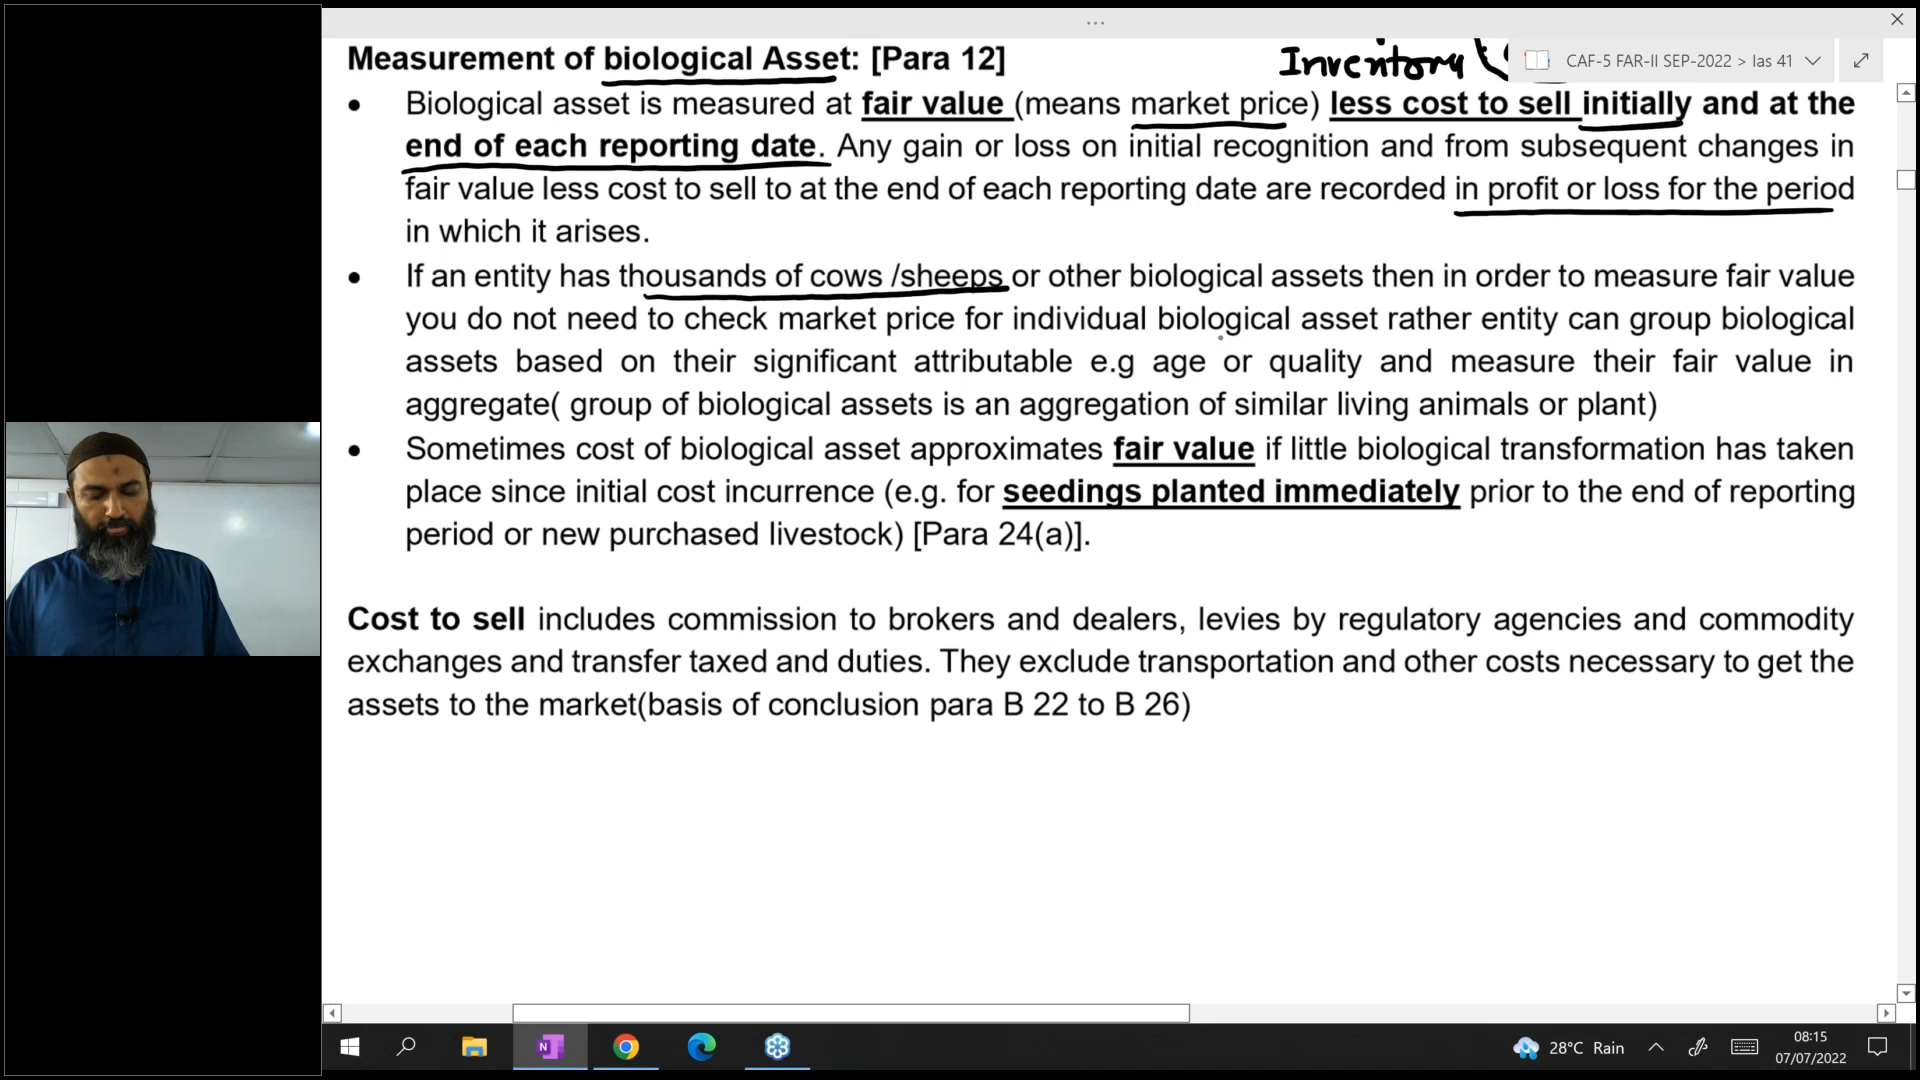 Measurement of biological Asset: [Para 12]
Inventory
CAF-5 FAR-II SEP-2022 > Ias 41
• Biological asset is measured at fair value (means market price) less cost to sell initially and at the
end of each reporting date. Any gain or loss on initial recognition and from subsequent changes in
fair value less cost to sell to at the end of each reporting date are recorded in profit or loss for the period
in which it arises.
• If an entity has thousands of cows /sheeps or other biological assets then in order to measure fair value
you do not need to check market price for individual biological asset rather entity can group biological
assets based on their significant attributable e.g age or quality and measure their fair value in
aggregate( group of biological assets is an aggregation of similar living animals or plant)
• Sometimes cost of biological asset approximates fair value if little biological transformation has taken
place since initial cost incurrence (e.g. for seedings planted immediately prior to the end of reporting
period or new purchased livestock) [Para 24(a)].
Cost to sell includes commission to brokers and dealers, levies by regulatory agencies and commodity
exchanges and transfer taxed and duties. They exclude transportation and other costs necessary to get the
assets to the market(basis of conclusion para B 22 to B 26)
28°C Rain
08:15
07/07/2022